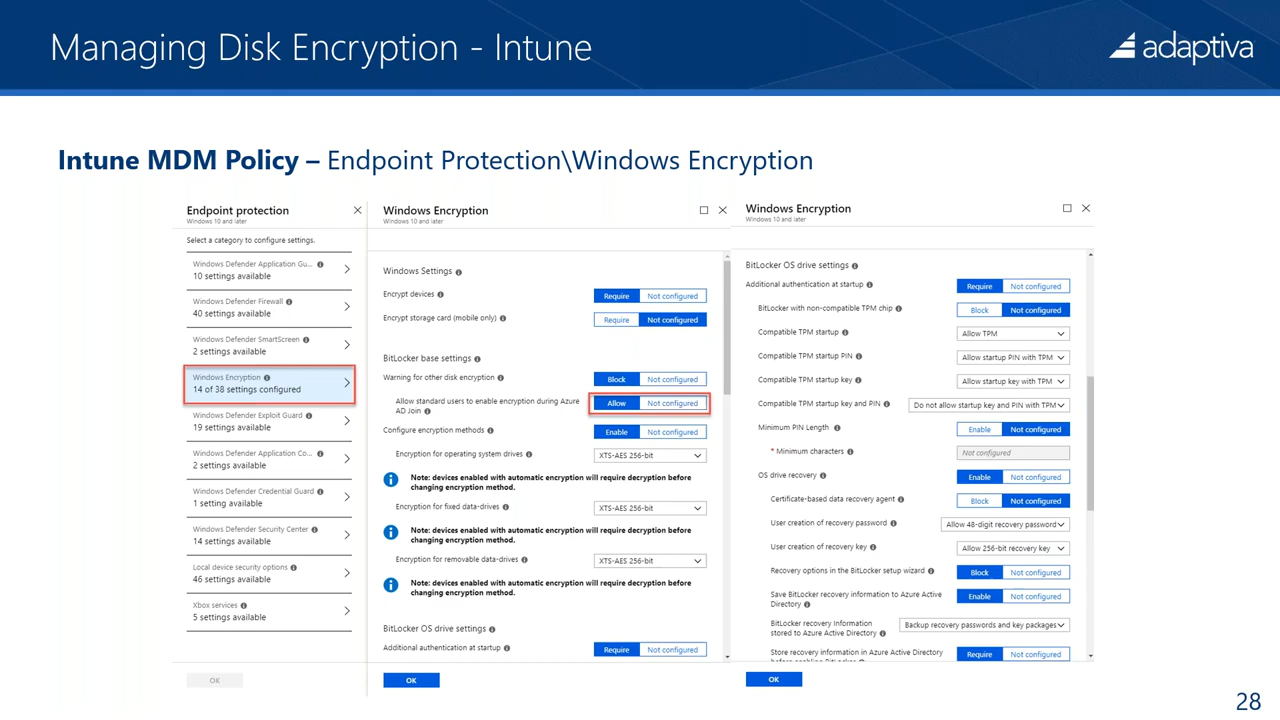 Managing Disk Encryption - Intune
adaptiva
Intune MDM Policy – Endpoint Protection\Windows Encryption
Endpoint protection
Windows 10 and later
Select a category to configure settings.
Windows Defender Application Gu...
10 settings available
Windows Defender Firewall
40 settings available
Windows Defender SmartScreen
2 settings available
Windows Encryption
14 of 38 settings configured
Windows Defender Exploit Guard
19 settings available
Windows Defender Application Co...
2 settings available
Windows Defender Credential Guard
1 setting available
Windows Defender Security Center
14 settings available
Local device security options
46 settings available
Xbox services
5 settings available
OK
Windows Encryption
Windows 10 and later
Windows Settings
Encrypt devices Require Not configured
Encrypt storage card (mobile only) Require Not configured
BitLocker base settings
Warning for other disk encryption Block Not configured
Allow standard users to enable encryption during Azure
AD Join Allow Not configured
Configure encryption methods Enable Not configured
Encryption for operating system drives XTS-AES 256-bit
Note: devices enabled with automatic encryption will require decryption before
changing encryption method.
Encryption for fixed data-drives XTS-AES 256-bit
Note: devices enabled with automatic encryption will require decryption before
changing encryption method.
Encryption for removable data-drives XTS-AES 256-bit
Note: devices enabled with automatic encryption will require decryption before
changing encryption method.
BitLocker OS drive settings
Additional authentication at startup Require Not configured
OK
Windows Encryption
Windows 10 and later
BitLocker OS drive settings
Additional authentication at startup Require Not configured
BitLocker with non-compatible TPM chip Block Not configured
Compatible TPM startup Allow TPM
Compatible TPM startup PIN Allow startup PIN with TPM
Compatible TPM startup key Allow startup key with TPM
Compatible TPM startup key and PIN Do not allow startup key and PIN with TPM
Minimum PIN Length Enable Not configured
* Minimum characters Not configured
OS drive recovery Enable Not configured
Certificate-based data recovery agent Block Not configured
User creation of recovery password Allow 48-digit recovery password
User creation of recovery key Allow 256-bit recovery key
Recovery options in the BitLocker setup wizard Block Not configured
Save BitLocker recovery information to Azure Active
Directory Enable Not configured
BitLocker recovery Information
stored to Azure Active Directory Backup recovery passwords and key packages
Store recovery information in Azure Active Directory Require Not configured
before enabling BitLocker
OK
28